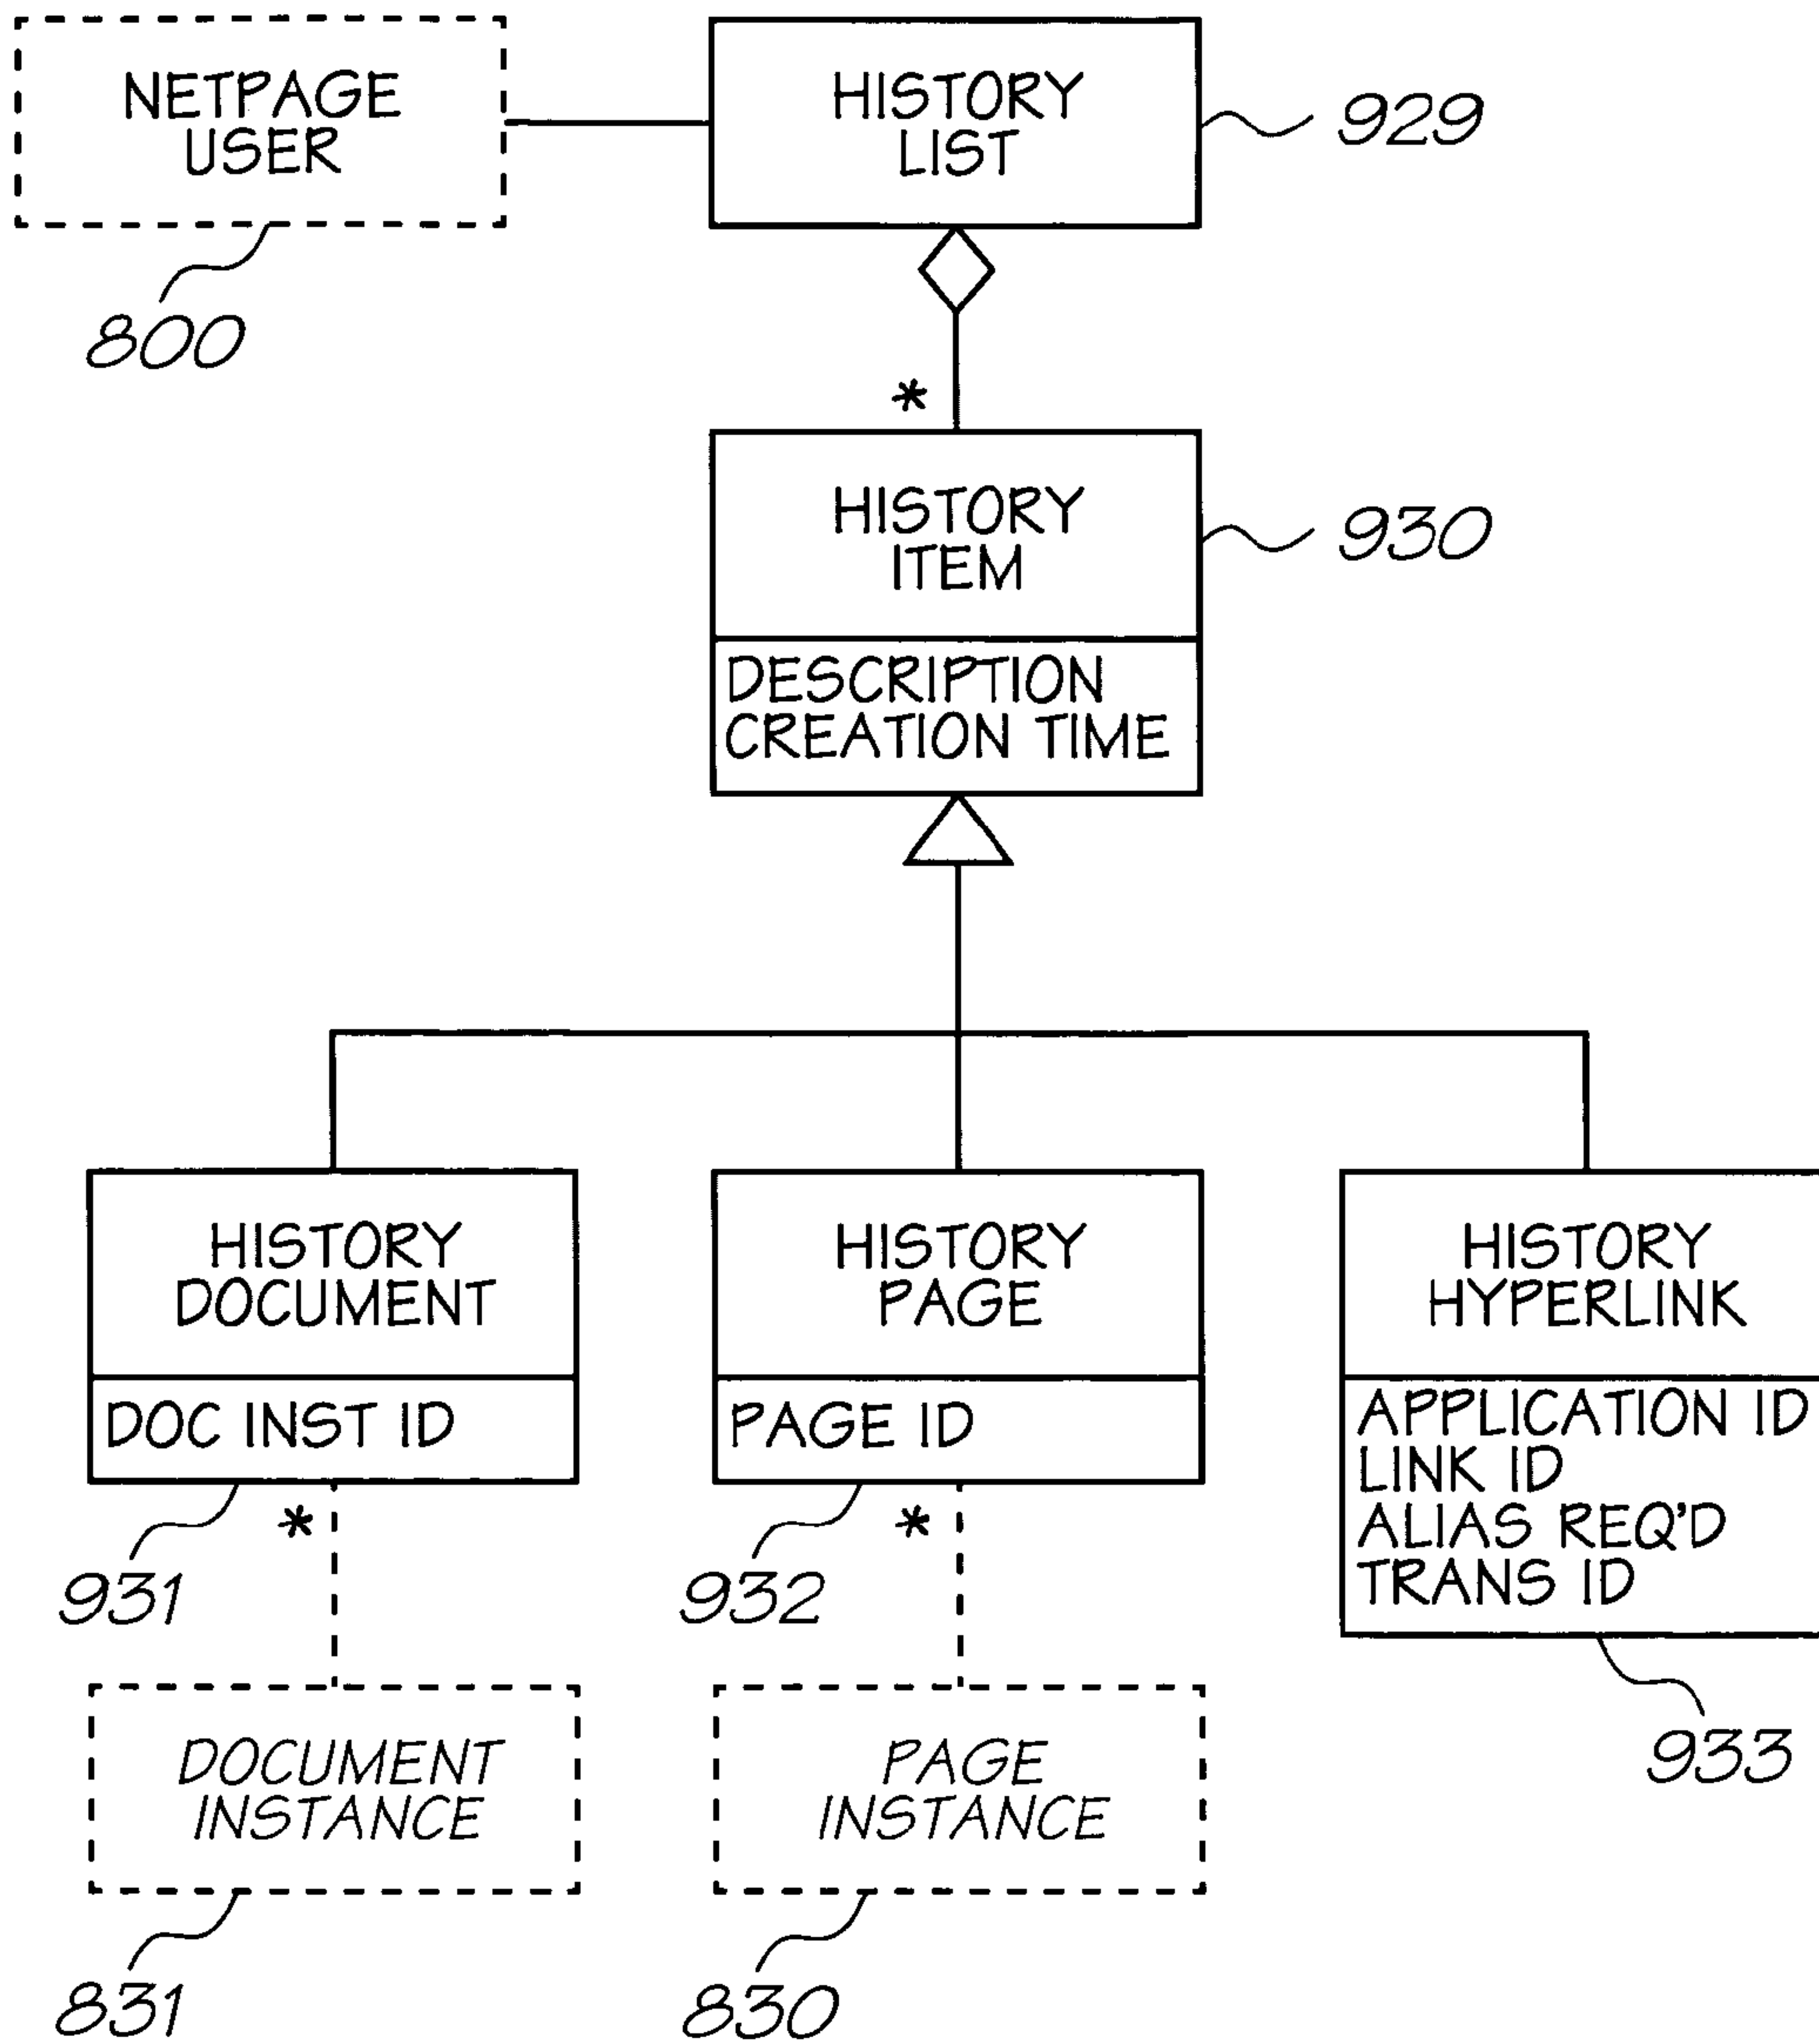 NETPAGE
USER
800
HISTORY
LIST
929
*
HISTORY
ITEM
930
DESCRIPTION
CREATION TIME
HISTORY
DOCUMENT
DOC INST ID
931
*
HISTORY
PAGE
PAGE ID
932
*
HISTORY
HYPERLINK
APPLICATION ID
LINK ID
ALIAS REQ'D
TRANS ID
933
DOCUMENT
INSTANCE
831
PAGE
INSTANCE
830